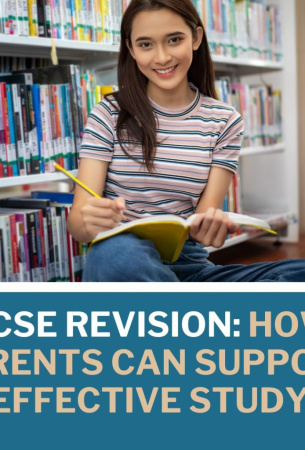 CSE REVISION: HOW
RENTS CAN SUPPO
EFFECTIVE STUDY